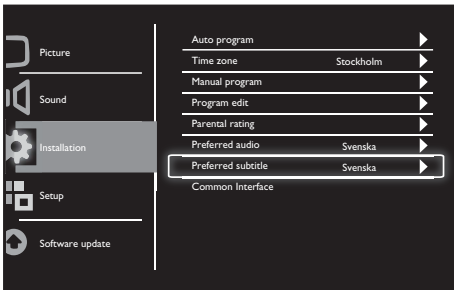 Picture
Sound
Installation
Setup
Software update
Auto program
Time zone Stockholm
Manual program
Program edit
Parental rating
Preferred audio Svenska
Preferred subtitle Svenska
Common Interface